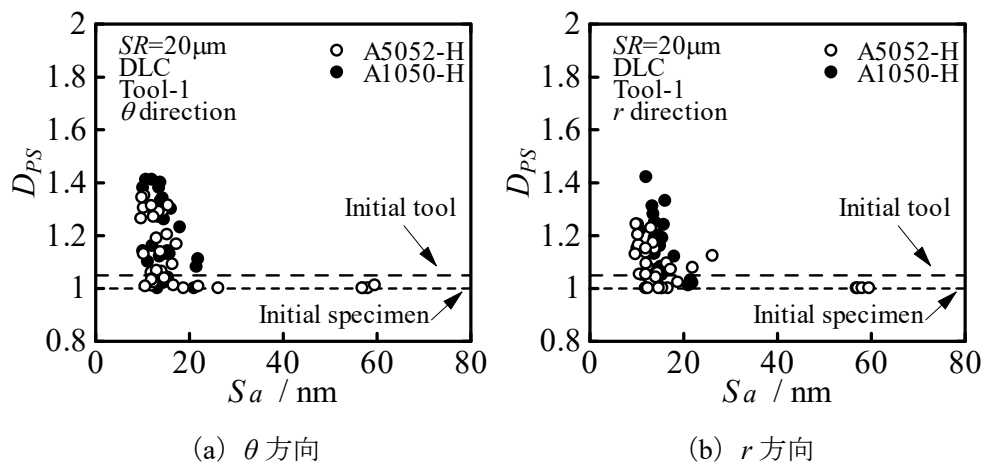 2
1.8
1.6
1.4
1.2
1
0.8
0 20 40 60 80
D_PS
Sa / nm
SR=20μm
DLC
Tool-1
θ direction
A5052-H
A1050-H
Initial tool
Initial specimen
(a) θ 方向
2
1.8
1.6
1.4
1.2
1
0.8
0 20 40 60 80
D_PS
Sa / nm
SR=20μm
DLC
Tool-1
r direction
A5052-H
A1050-H
Initial tool
Initial specimen
(b) r 方向